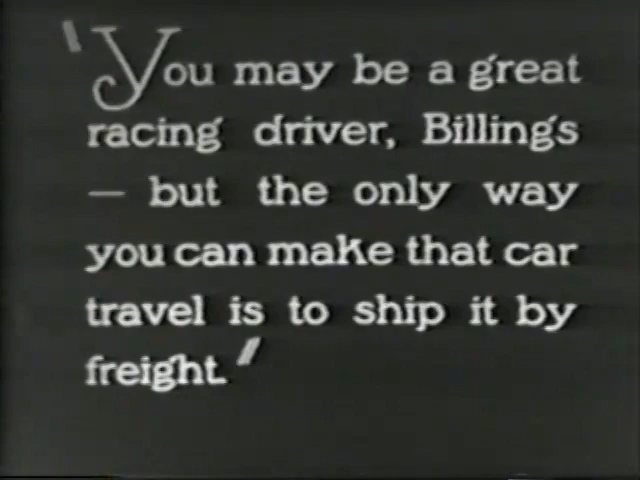 "You may be a great
racing driver, Billings
— but the only way
you can make that car
travel is to ship it by
freight."